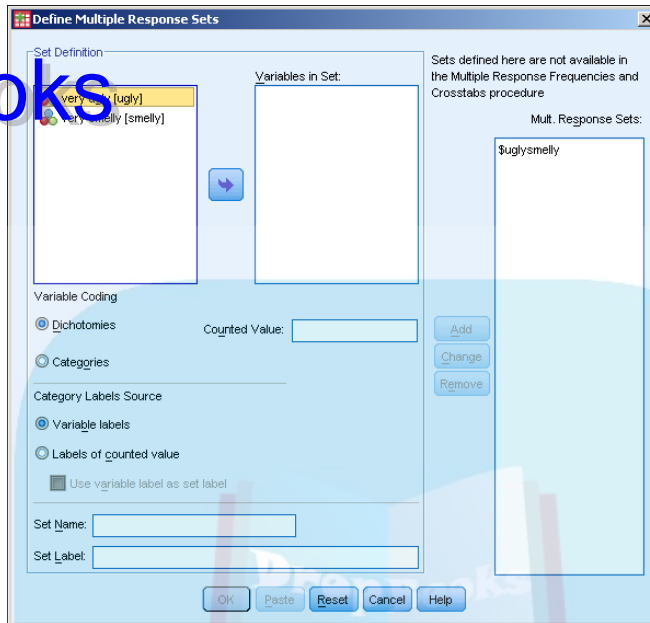 Define Multiple Response Sets
Set Definition
Variables in Set:
Sets defined here are not available in
the Multiple Response Frequencies and
Crosstabs procedure
Mult. Response Sets:
oks
very ugly [ugly]
very smelly [smelly]
$uglysmelly
Variable Coding
Dichotomies
Counted Value:
Categories
Add
Change
Remove
Category Labels Source
Variable labels
Labels of counted value
Use variable label as set label
Set Name:
Set Label:
DropBooks
OK Paste Reset Cancel Help